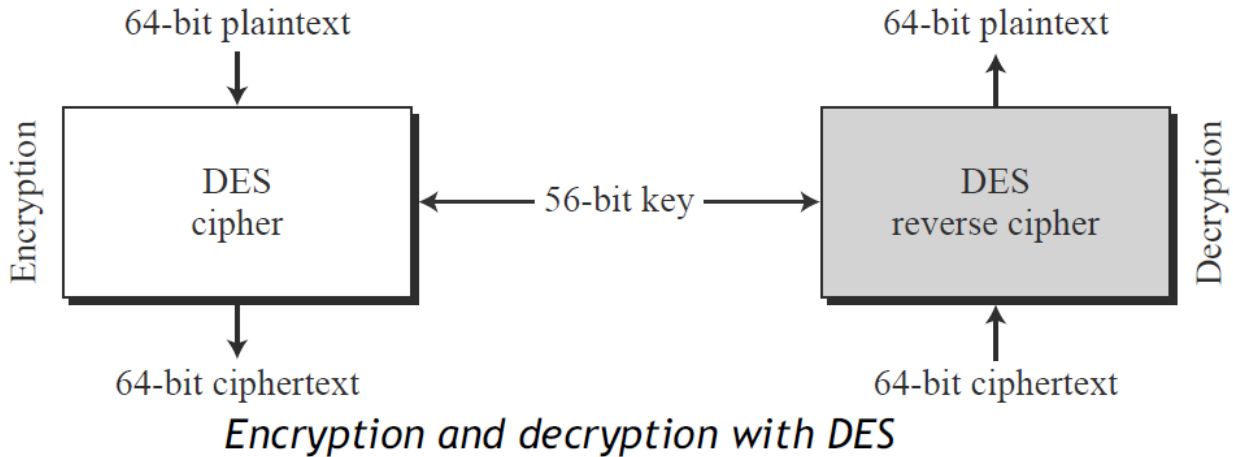 64-bit plaintext
64-bit plaintext
Encryption
DES
cipher
56-bit key
DES
reverse cipher
Decryption
64-bit ciphertext
64-bit ciphertext
Encryption and decryption with DES